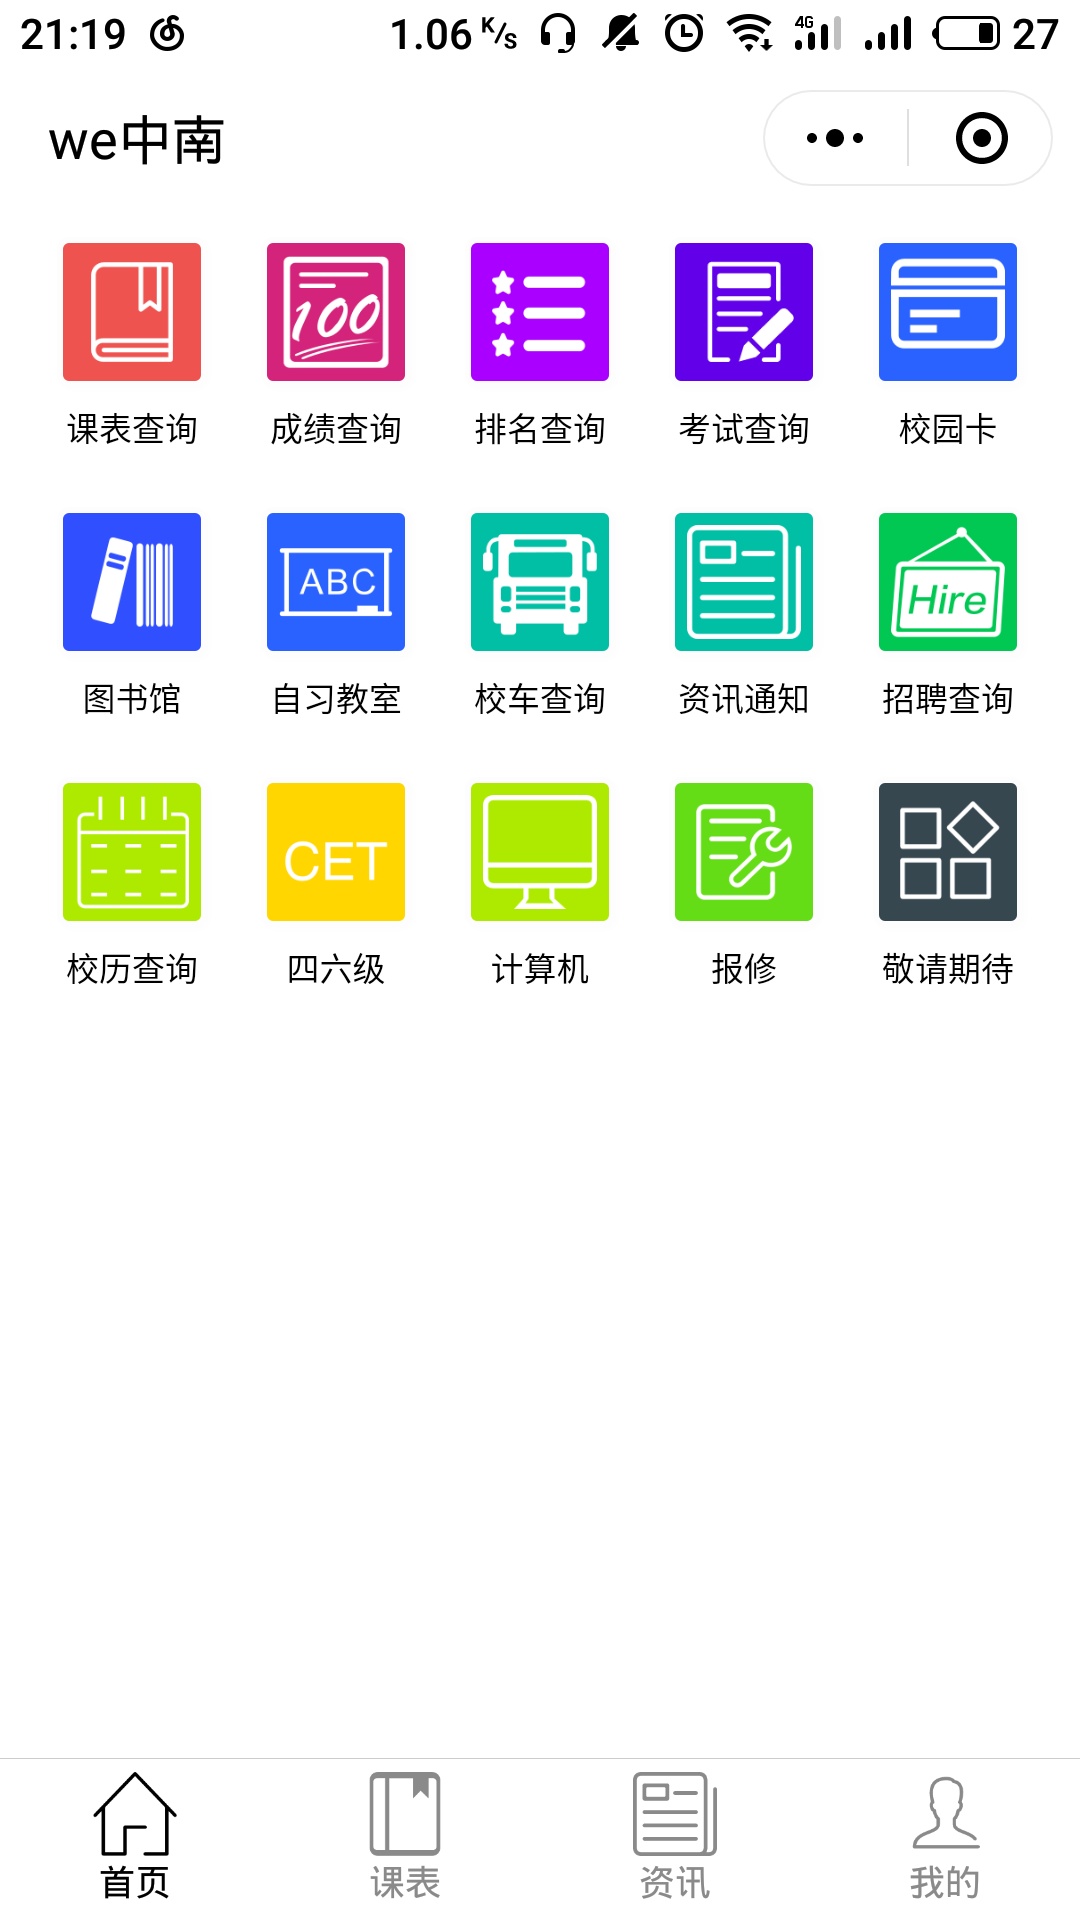 21:19 1.06 K/s 4G 27
we中南
100
课表查询 成绩查询 排名查询 考试查询 校园卡
ABC Hire
图书馆 自习教室 校车查询 资讯通知 招聘查询
CET
校历查询 四六级 计算机 报修 敬请期待
首页 课表 资讯 我的